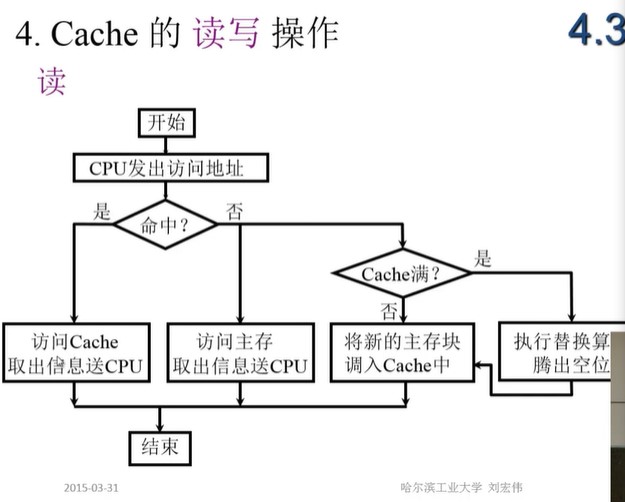 4. Cache 的 读写 操作
4.3
读
开始
CPU发出访问地址
是
命中？
否
Cache满？
是
否
访问Cache
取出信息送CPU
访问主存
取出信息送CPU
将新的主存块
调入Cache中
执行替换算
腾出空位
结束
2015-03-31
哈尔滨工业大学 刘宏伟